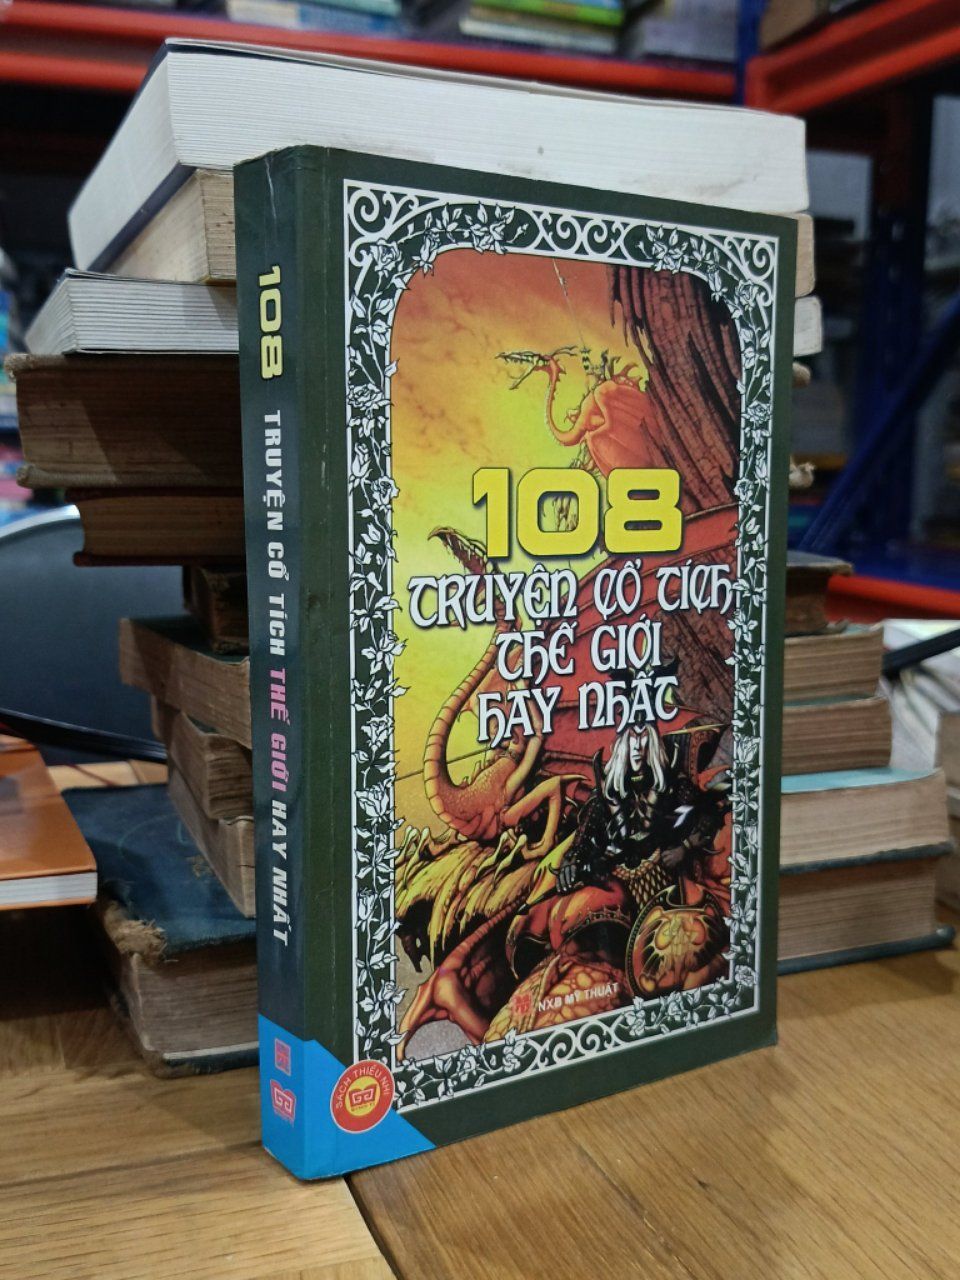 108
TRUYỆN CỔ TÍCH
THẾ GIỚI
HAY NHẤT
NXB MỸ THUẬT
SÁCH THIẾU NHI
108 TRUYỆN CỔ TÍCH THẾ GIỚI HAY NHẤT